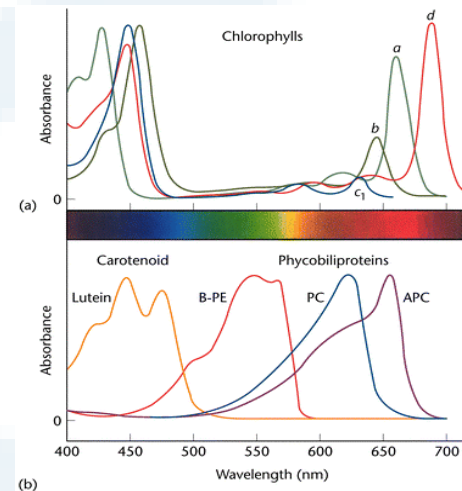 Chlorophylls
d
a
b
c1
Absorbance
0
(a)
Carotenoid Phycobiliproteins
Lutein B-PE PC APC
Absorbance
0
400 450 500 550 600 650 700
Wavelength (nm)
(b)